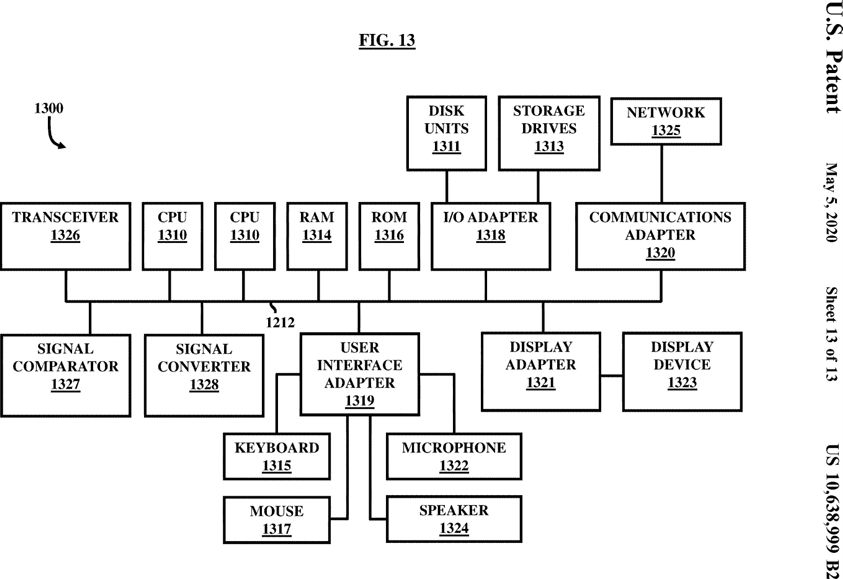 FIG. 13
1300
DISK
UNITS
1311
STORAGE
DRIVES
1313
NETWORK
1325
TRANSCEIVER
1326
CPU
1310
CPU
1310
RAM
1314
ROM
1316
I/O ADAPTER
1318
COMMUNICATIONS
ADAPTER
1320
1212
SIGNAL
COMPARATOR
1327
SIGNAL
CONVERTER
1328
USER
INTERFACE
ADAPTER
1319
DISPLAY
ADAPTER
1321
DISPLAY
DEVICE
1323
KEYBOARD
1315
MICROPHONE
1322
MOUSE
1317
SPEAKER
1324
U.S. Patent May 5, 2020 Sheet 13 of 13 US 10,638,999 B2